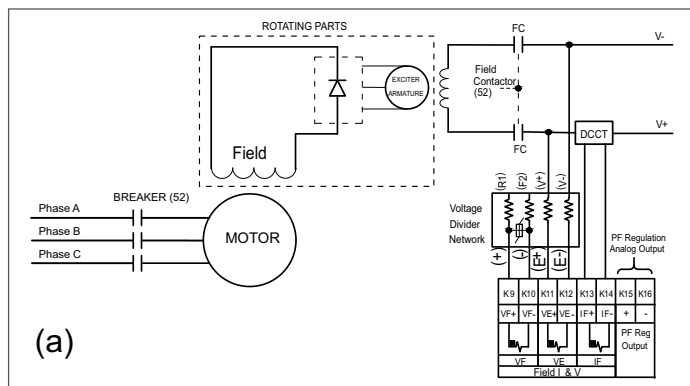 ROTATING PARTS
FC
V-
EXCITER
ARMATURE
Field
Contactor
(52)
Field
FC
DCCT
V+
(R1)
(F2)
(V+)
(V-)
BREAKER (52)
Phase A
Phase B
Phase C
MOTOR
Voltage
Divider
Network
(+)
(-)
(E+)
(E-)
PF Regulation
Analog Output
K9 K10 K11 K12 K13 K14 K15 K16
VF+ VF- VE+ VE- IF+ IF- + -
PF Reg
Output
VF VE IF
Field I & V
(a)